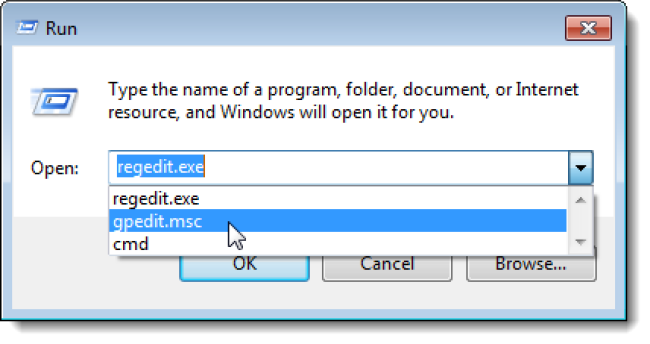 Run
Type the name of a program, folder, document, or Internet
resource, and Windows will open it for you.
Open: regedit.exe
regedit.exe
gpedit.msc
cmd
OK Cancel Browse...